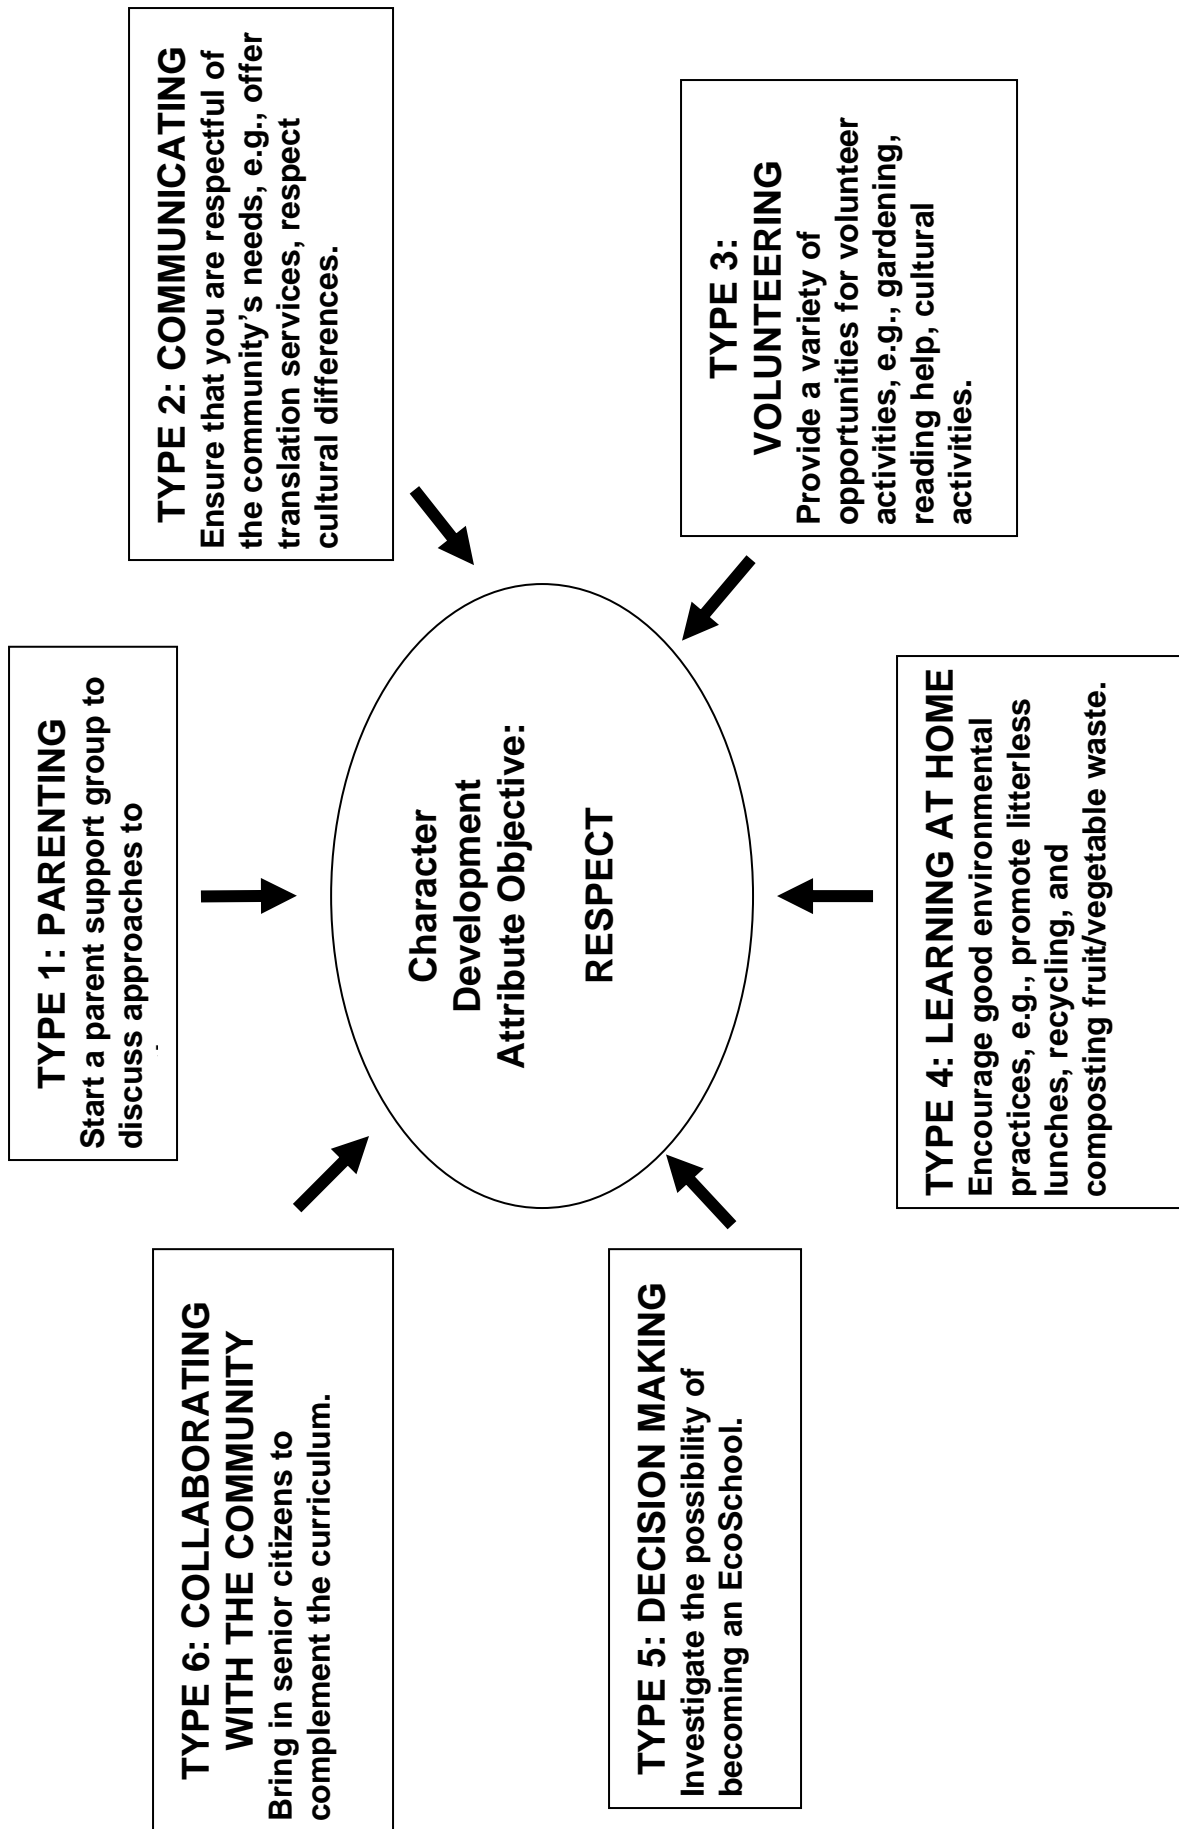 TYPE 1: PARENTING
Start a parent support group to
discuss approaches to
TYPE 2: COMMUNICATING
Ensure that you are respectful of
the community’s needs, e.g., offer
translation services, respect
cultural differences.
TYPE 3:
VOLUNTEERING
Provide a variety of
opportunities for volunteer
activities, e.g., gardening,
reading help, cultural
activities.
TYPE 4: LEARNING AT HOME
Encourage good environmental
practices, e.g., promote litterless
lunches, recycling, and
composting fruit/vegetable waste.
TYPE 5: DECISION MAKING
Investigate the possibility of
becoming an EcoSchool.
TYPE 6: COLLABORATING
WITH THE COMMUNITY
Bring in senior citizens to
complement the curriculum.
Character
Development
Attribute Objective:
RESPECT